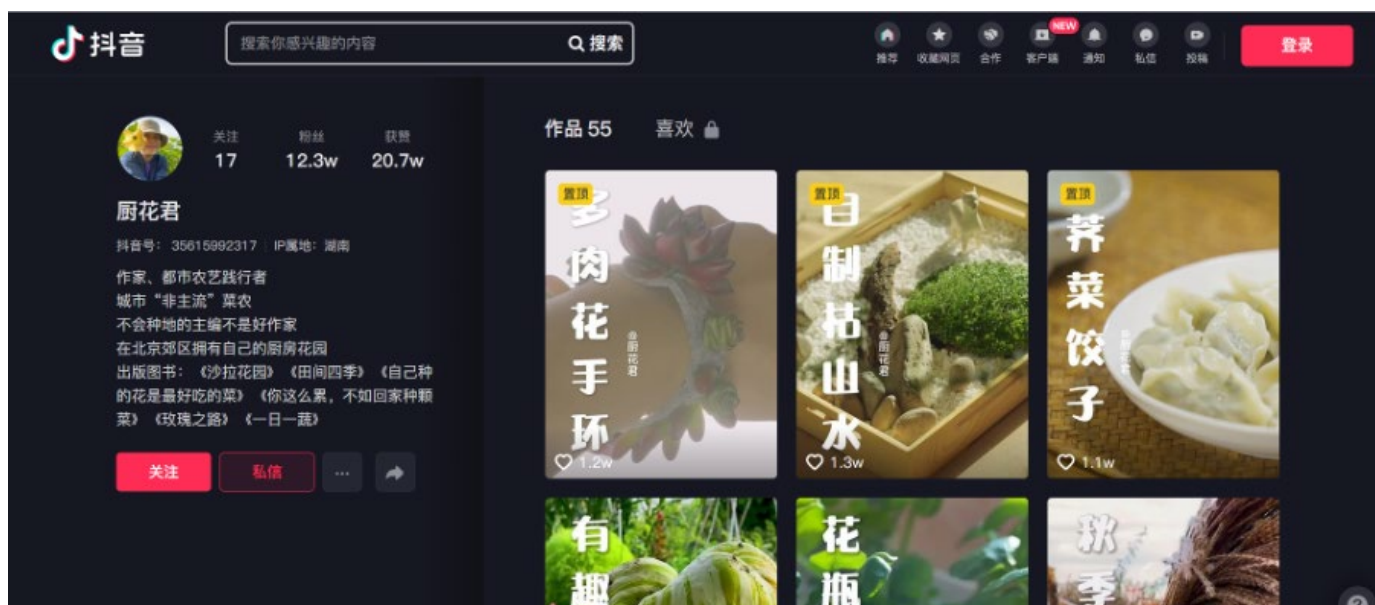 抖音
搜索你感兴趣的内容
搜索
推荐
收藏网页
合作
客户端
NEW
通知
私信
投稿
登录
关注
17
粉丝
12.3w
获赞
20.7w
厨花君
抖音号： 35615992317
IP属地：湖南
作家、都市农艺践行者
城市“非主流”菜农
不会种地的主编不是好作家
在北京郊区拥有自己的厨房花园
出版图书：《沙拉花园》《田间四季》《自己种
的花是最好吃的菜》《你这么累，不如回家种颗
菜》《玫瑰之路》《一日一蔬》
关注
私信
...
作品 55
喜欢
置顶
多肉花手环
@厨花君
1.2w
置顶
自制枯山水
@厨花君
1.3w
置顶
荠菜饺子
@厨花君
1.1w
有趣
花瓶
秋季